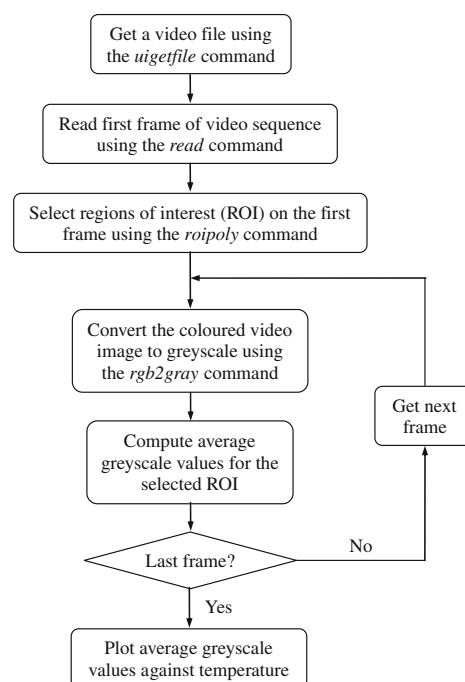 Get a video file using
the uigetfile command
Read first frame of video sequence
using the read command
Select regions of interest (ROI) on the first
frame using the roipoly command
Convert the coloured video
image to greyscale using
the rgb2gray command
Get next
frame
Compute average
greyscale values for the
selected ROI
Last frame?
No
Yes
Plot average greyscale
values against temperature